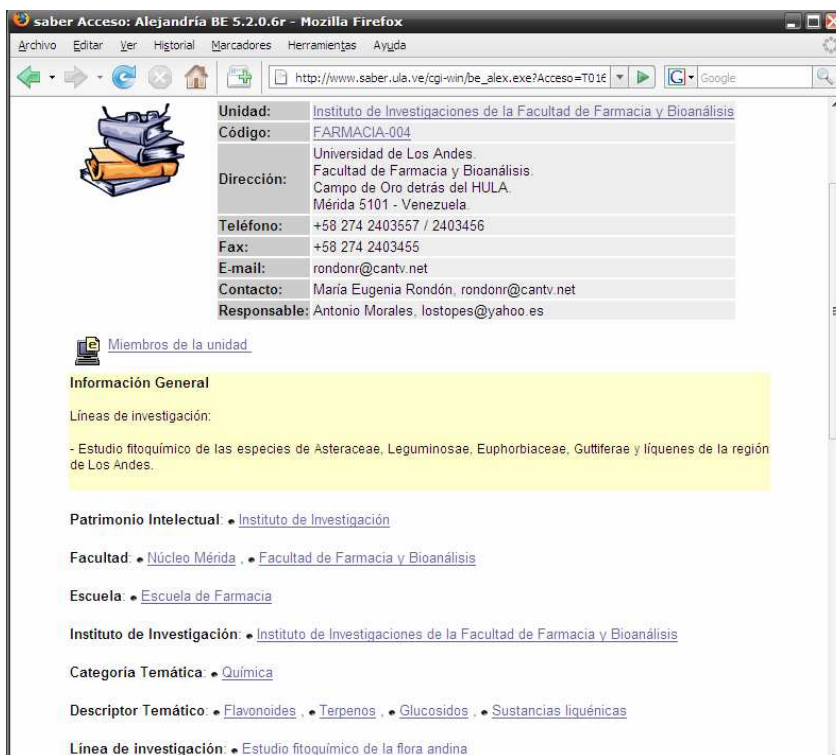 saber Acceso: Alejandría BE 5.2.0.6r - Mozilla Firefox
Archivo Editar Ver Historial Marcadores Herramientas Ayuda
http://www.saber.ula.ve/cgi-win/be_alex.exe?Acceso=T016
G Google
Unidad: Instituto de Investigaciones de la Facultad de Farmacia y Bioanálisis
Código: FARMACIA-004
Dirección: Universidad de Los Andes.
Facultad de Farmacia y Bioanálisis.
Campo de Oro detrás del HULA.
Mérida 5101 - Venezuela.
Teléfono: +58 274 2403557 / 2403456
Fax: +58 274 2403455
E-mail: rondonr@cantv.net
Contacto: María Eugenia Rondón, rondonr@cantv.net
Responsable: Antonio Morales, lostopes@yahoo.es
Miembros de la unidad
Información General
Líneas de investigación:
- Estudio fitoquímico de las especies de Asteraceae, Leguminosae, Euphorbiaceae, Guttiferae y líquenes de la región
de Los Andes.
Patrimonio Intelectual: • Instituto de Investigación
Facultad: • Núcleo Mérida , • Facultad de Farmacia y Bioanálisis
Escuela: • Escuela de Farmacia
Instituto de Investigación: • Instituto de Investigaciones de la Facultad de Farmacia y Bioanálisis
Categoría Temática: • Química
Descriptor Temático: • Flavonoides , • Terpenos , • Glucosidos , • Sustancias liquénicas
Línea de investigación: • Estudio fitoquímico de la flora andina